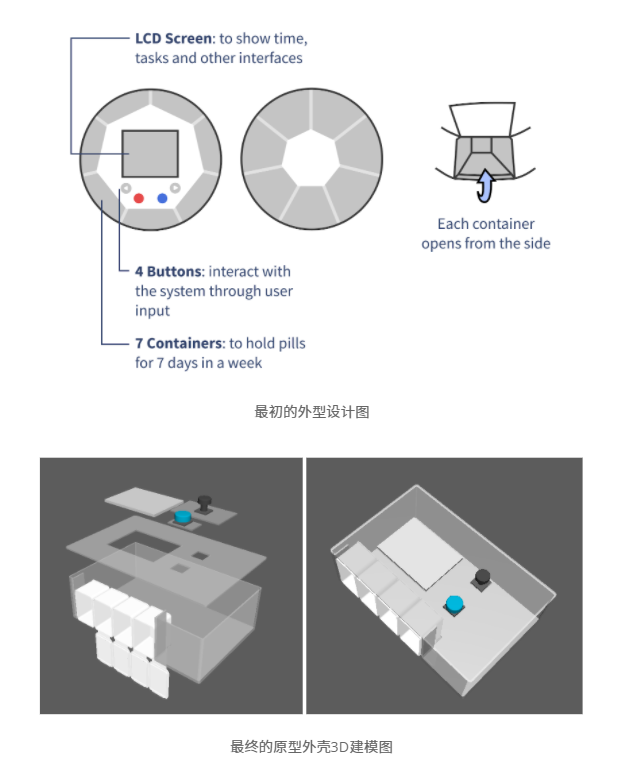 LCD Screen: to show time,
tasks and other interfaces
Each container
opens from the side
4 Buttons: interact with
the system through user
input
7 Containers: to hold pills
for 7 days in a week
最初的外型设计图
最终的原型外壳3D建模图